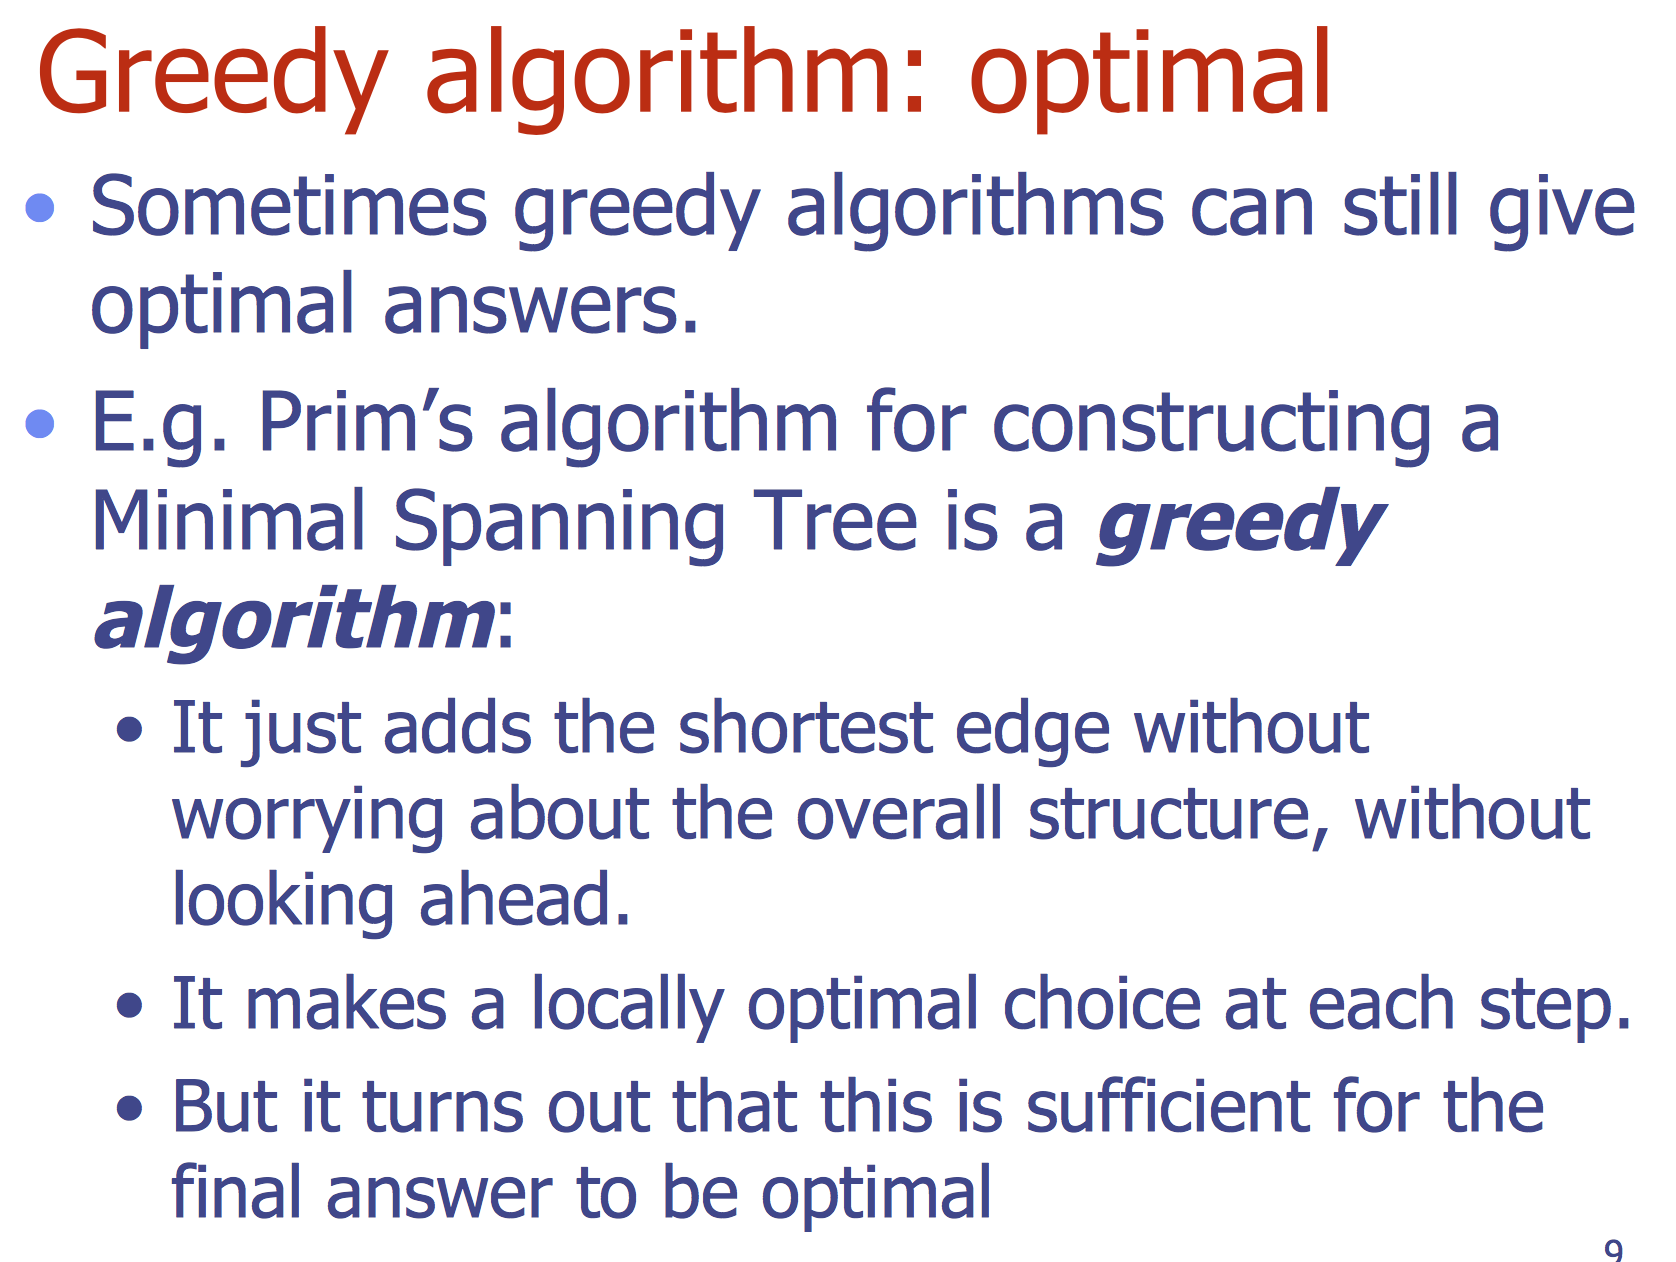 Greedy algorithm: optimal
• Sometimes greedy algorithms can still give
optimal answers.
• E.g. Prim’s algorithm for constructing a
Minimal Spanning Tree is a greedy
algorithm:
• It just adds the shortest edge without
worrying about the overall structure, without
looking ahead.
• It makes a locally optimal choice at each step.
• But it turns out that this is sufficient for the
final answer to be optimal
9